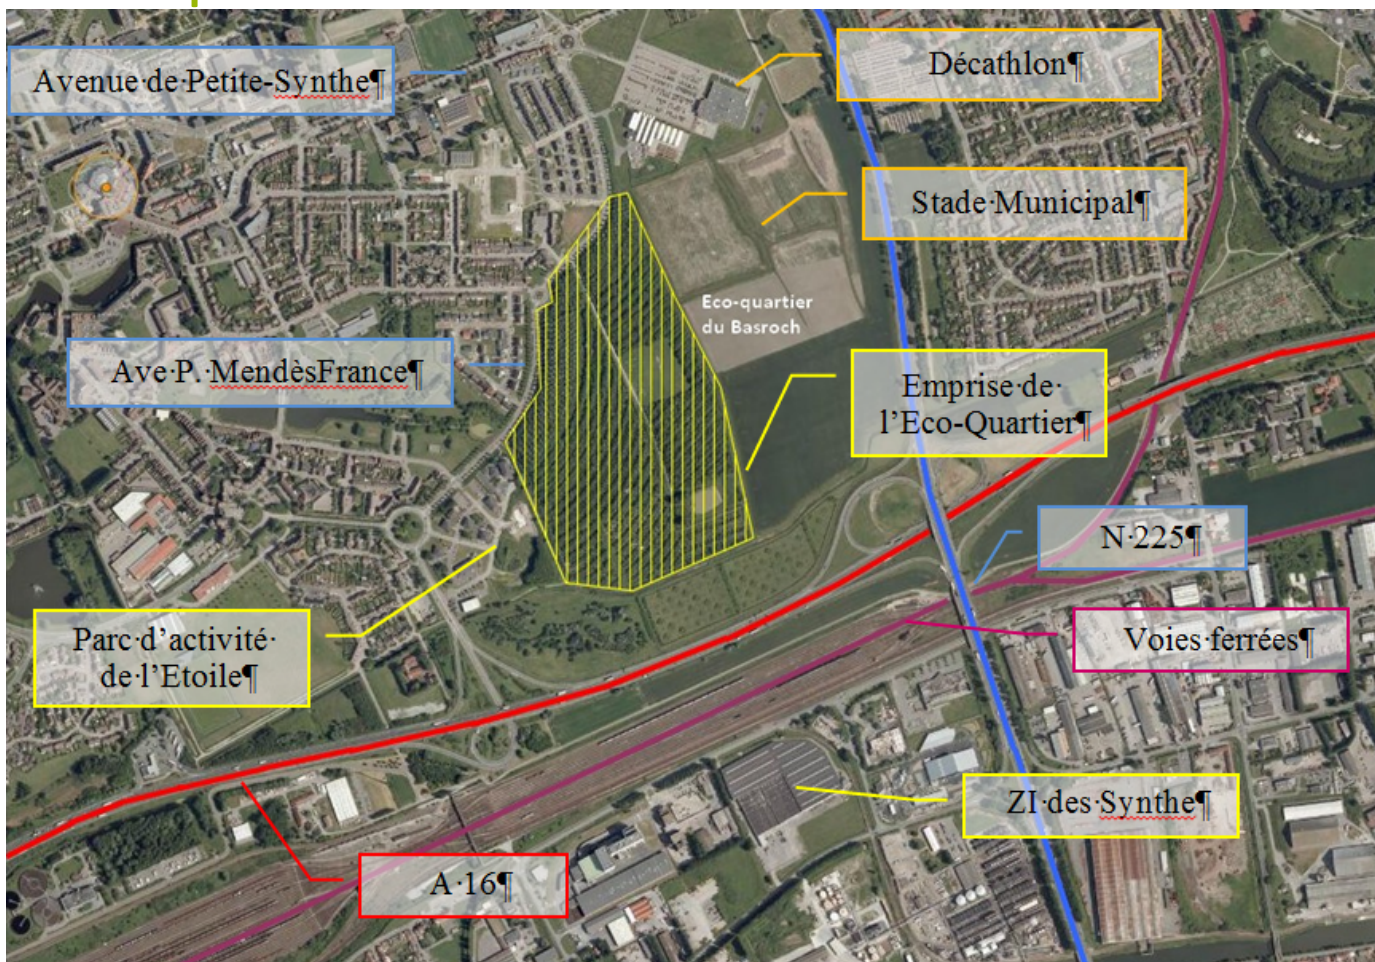 Avenue·de·Petite-Synthe¶
Décathlon¶
Stade·Municipal¶
Eco-quartier
du Basroch
Ave·P.·MendèsFrance¶
Emprise·de·
l’Eco-Quartier¶
N·225¶
Parc·d’activité·
de·l’Etoile¶
Voies·ferrées¶
ZI·des·Synthe¶
A·16¶